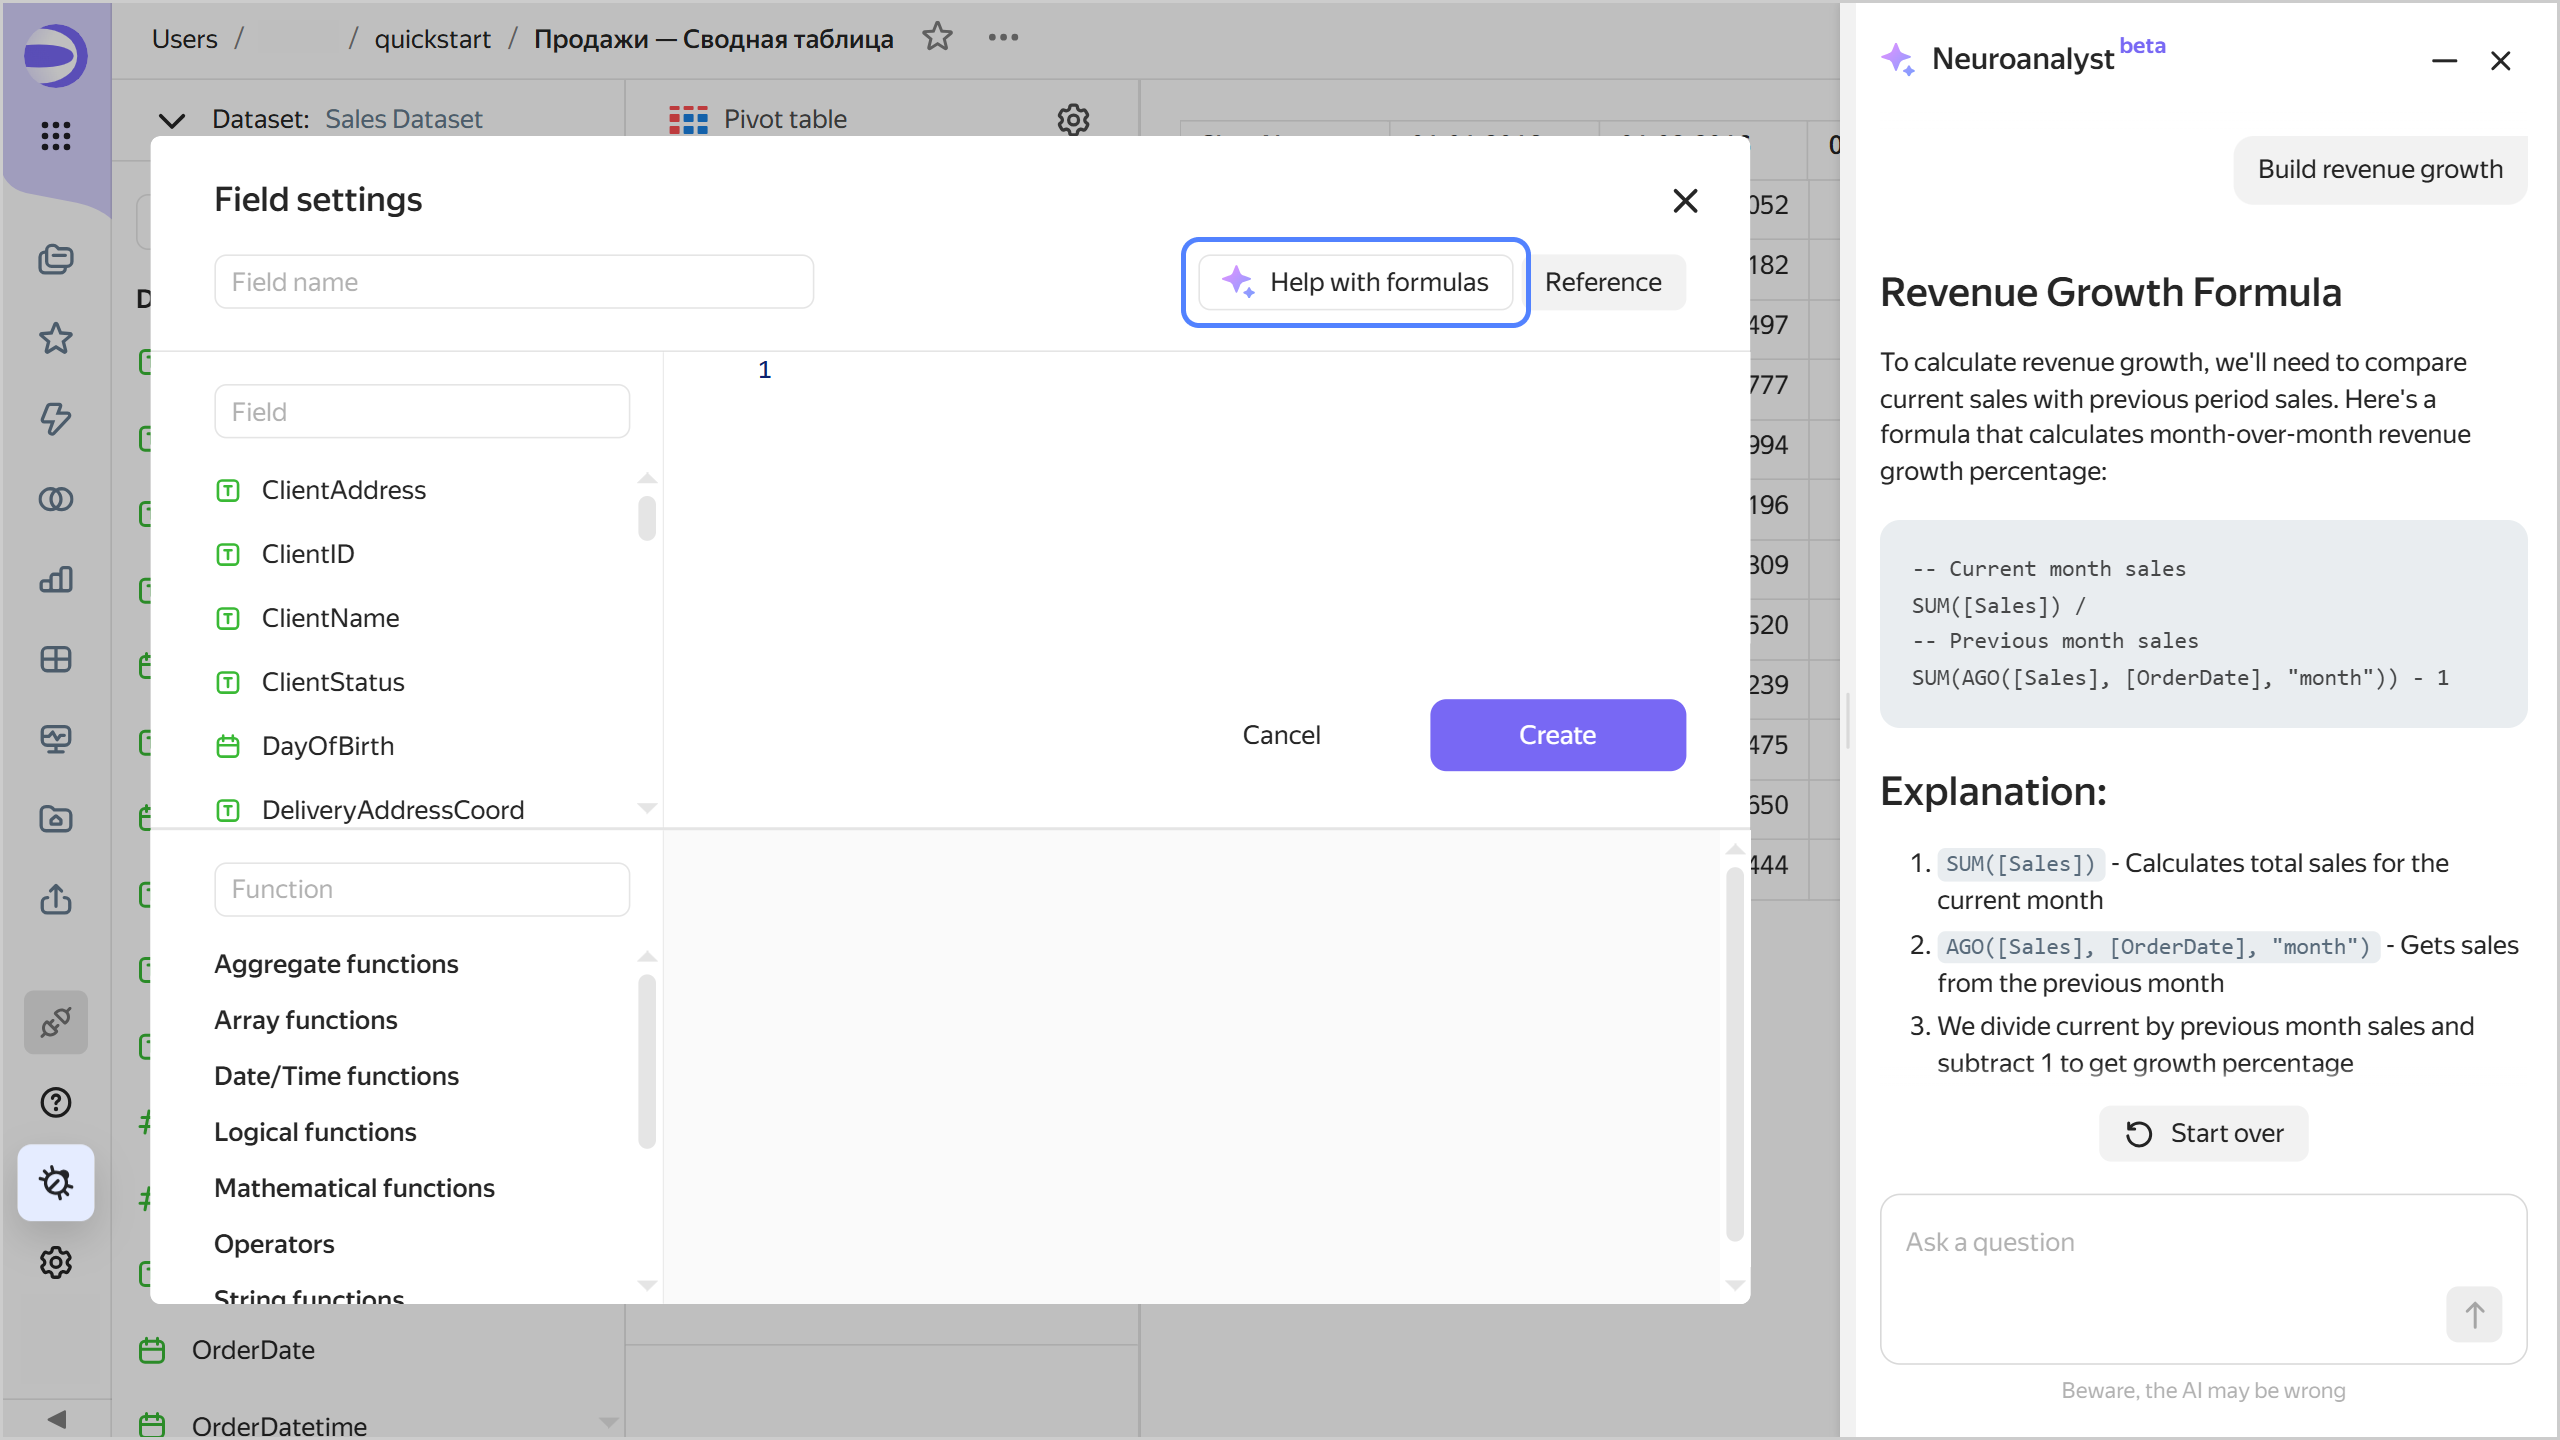 Users / / quickstart / Продажи — Сводная таблица
Dataset: Sales Dataset
Pivot table
Field settings
Field name
Help with formulas
Reference
Field
1
ClientAddress
ClientID
ClientName
ClientStatus
DayOfBirth
DeliveryAddressCoord
Cancel
Create
Function
Aggregate functions
Array functions
Date/Time functions
Logical functions
Mathematical functions
Operators
String functions
OrderDate
OrderDatetime
052
182
497
777
994
196
309
520
239
475
650
444
Neuroanalyst beta
Build revenue growth
Revenue Growth Formula
To calculate revenue growth, we'll need to compare
current sales with previous period sales. Here's a
formula that calculates month-over-month revenue
growth percentage:
-- Current month sales
SUM([Sales]) /
-- Previous month sales
SUM(AGO([Sales], [OrderDate], "month")) - 1
Explanation:
1. SUM([Sales]) - Calculates total sales for the
current month
2. AGO([Sales], [OrderDate], "month") - Gets sales
from the previous month
3. We divide current by previous month sales and
subtract 1 to get growth percentage
Start over
Ask a question
Beware, the AI may be wrong